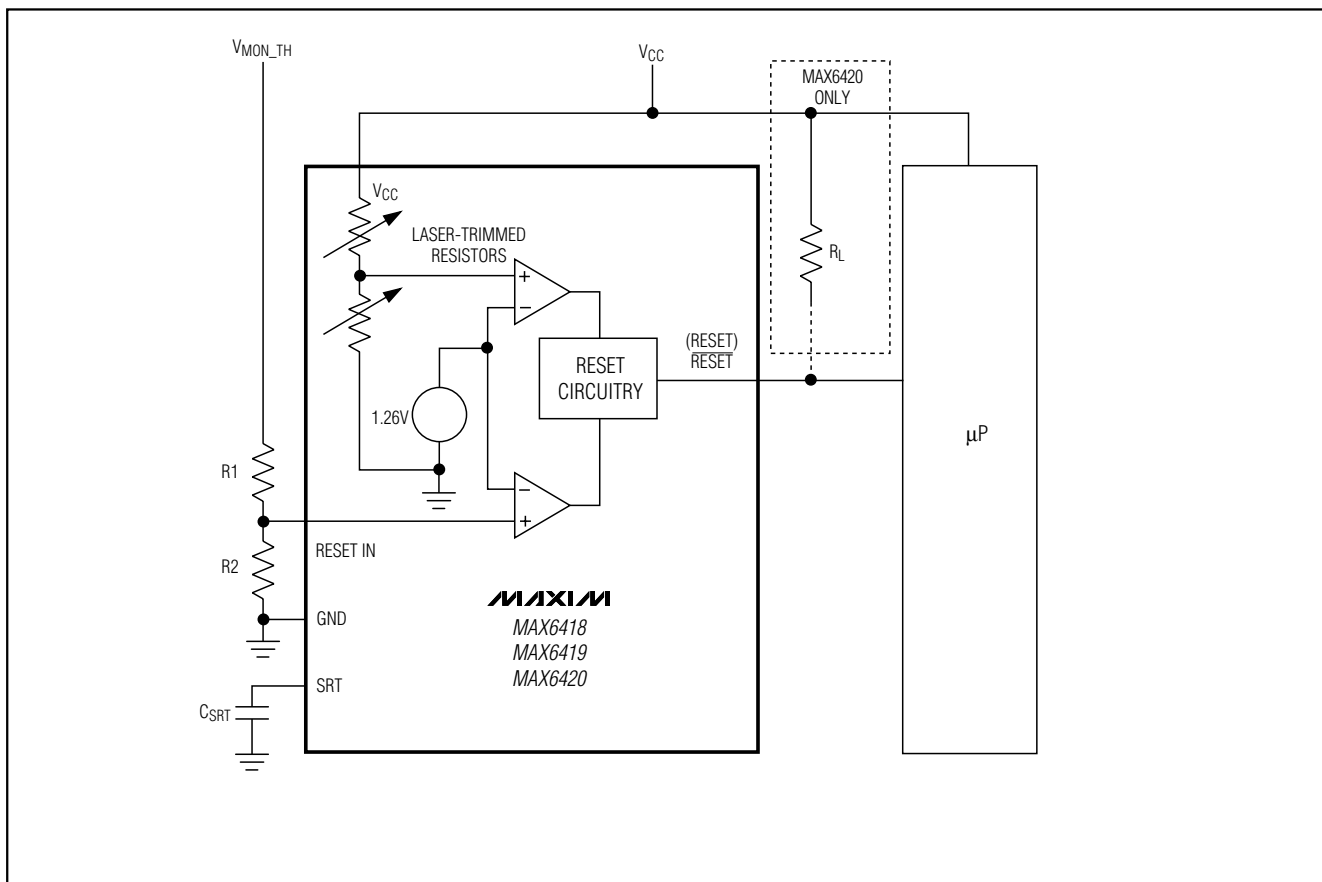 VMON_TH
VCC
MAX6420
ONLY
VCC
LASER-TRIMMED
RESISTORS
RL
+
−
(RESET)
RESET
RESET
CIRCUITRY
1.26V
µP
R1
−
+
RESET IN
R2
MAXIM
GND
MAX6418
MAX6419
MAX6420
SRT
CSRT